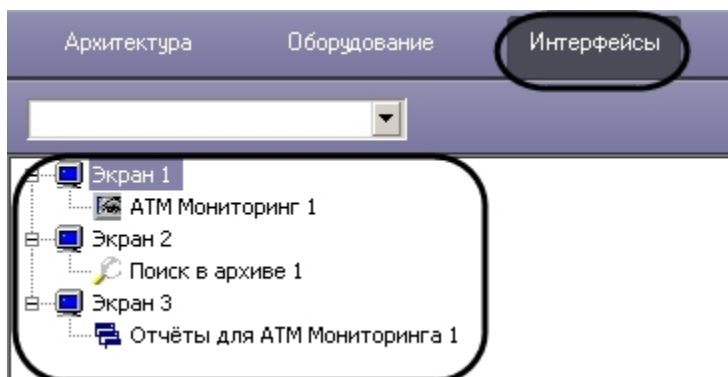 Архитектура Оборудование Интерфейсы
Экран 1
АТМ Мониторинг 1
Экран 2
Поиск в архиве 1
Экран 3
Отчёты для АТМ Мониторинга 1